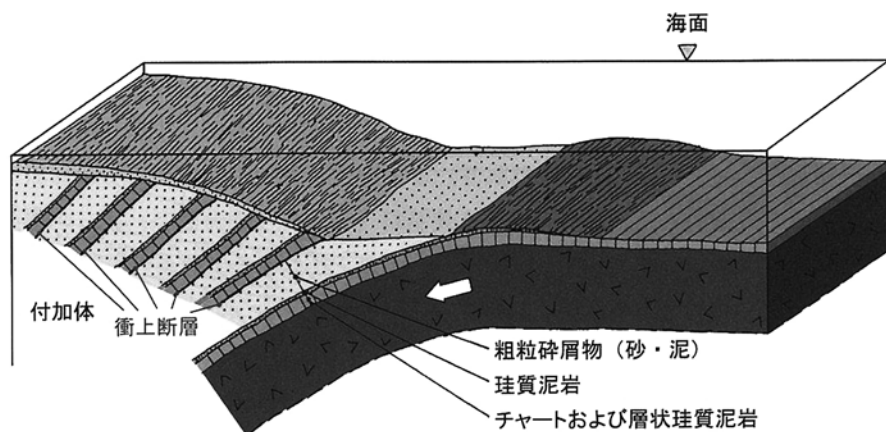 海面
付加体
衝上断層
粗粒砕屑物（砂・泥）
珪質泥岩
チャートおよび層状珪質泥岩